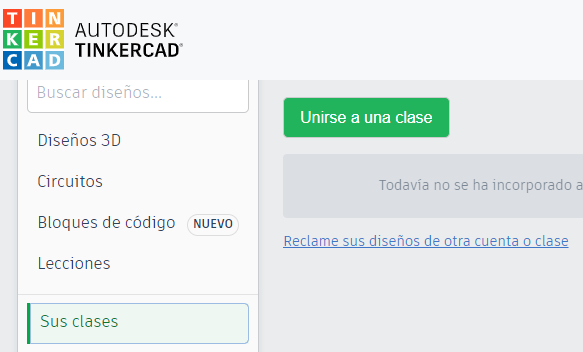 TIN
KER
CAD
AUTODESK®
TINKERCAD®
Buscar diseños...
Diseños 3D
Circuitos
Bloques de código NUEVO
Lecciones
Sus clases
Unirse a una clase
Todavía no se ha incorporado a
Reclame sus diseños de otra cuenta o clase